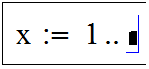 x := 1 ..